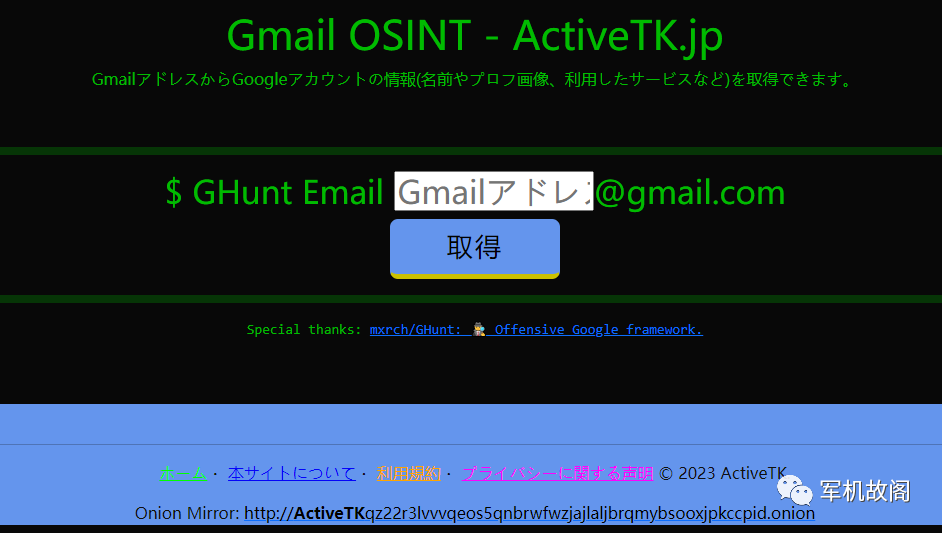 Gmail OSINT - ActiveTK.jp
GmailアドレスからGoogleアカウントの情報(名前やプロフ画像、利用したサービスなど)を取得できます。
$ GHunt Email Gmailアドレス@gmail.com
取得
Special thanks: mxrch/GHunt: 🕵️ Offensive Google framework.
ホーム · 本サイトについて · 利用規約 · プライバシーに関する声明 © 2023 ActiveTK
军机故阁
Onion Mirror: http://ActiveTKqz22r3lvvvqeos5qnbrwfwzjajlaljbrqmybsooxjpkccpid.onion